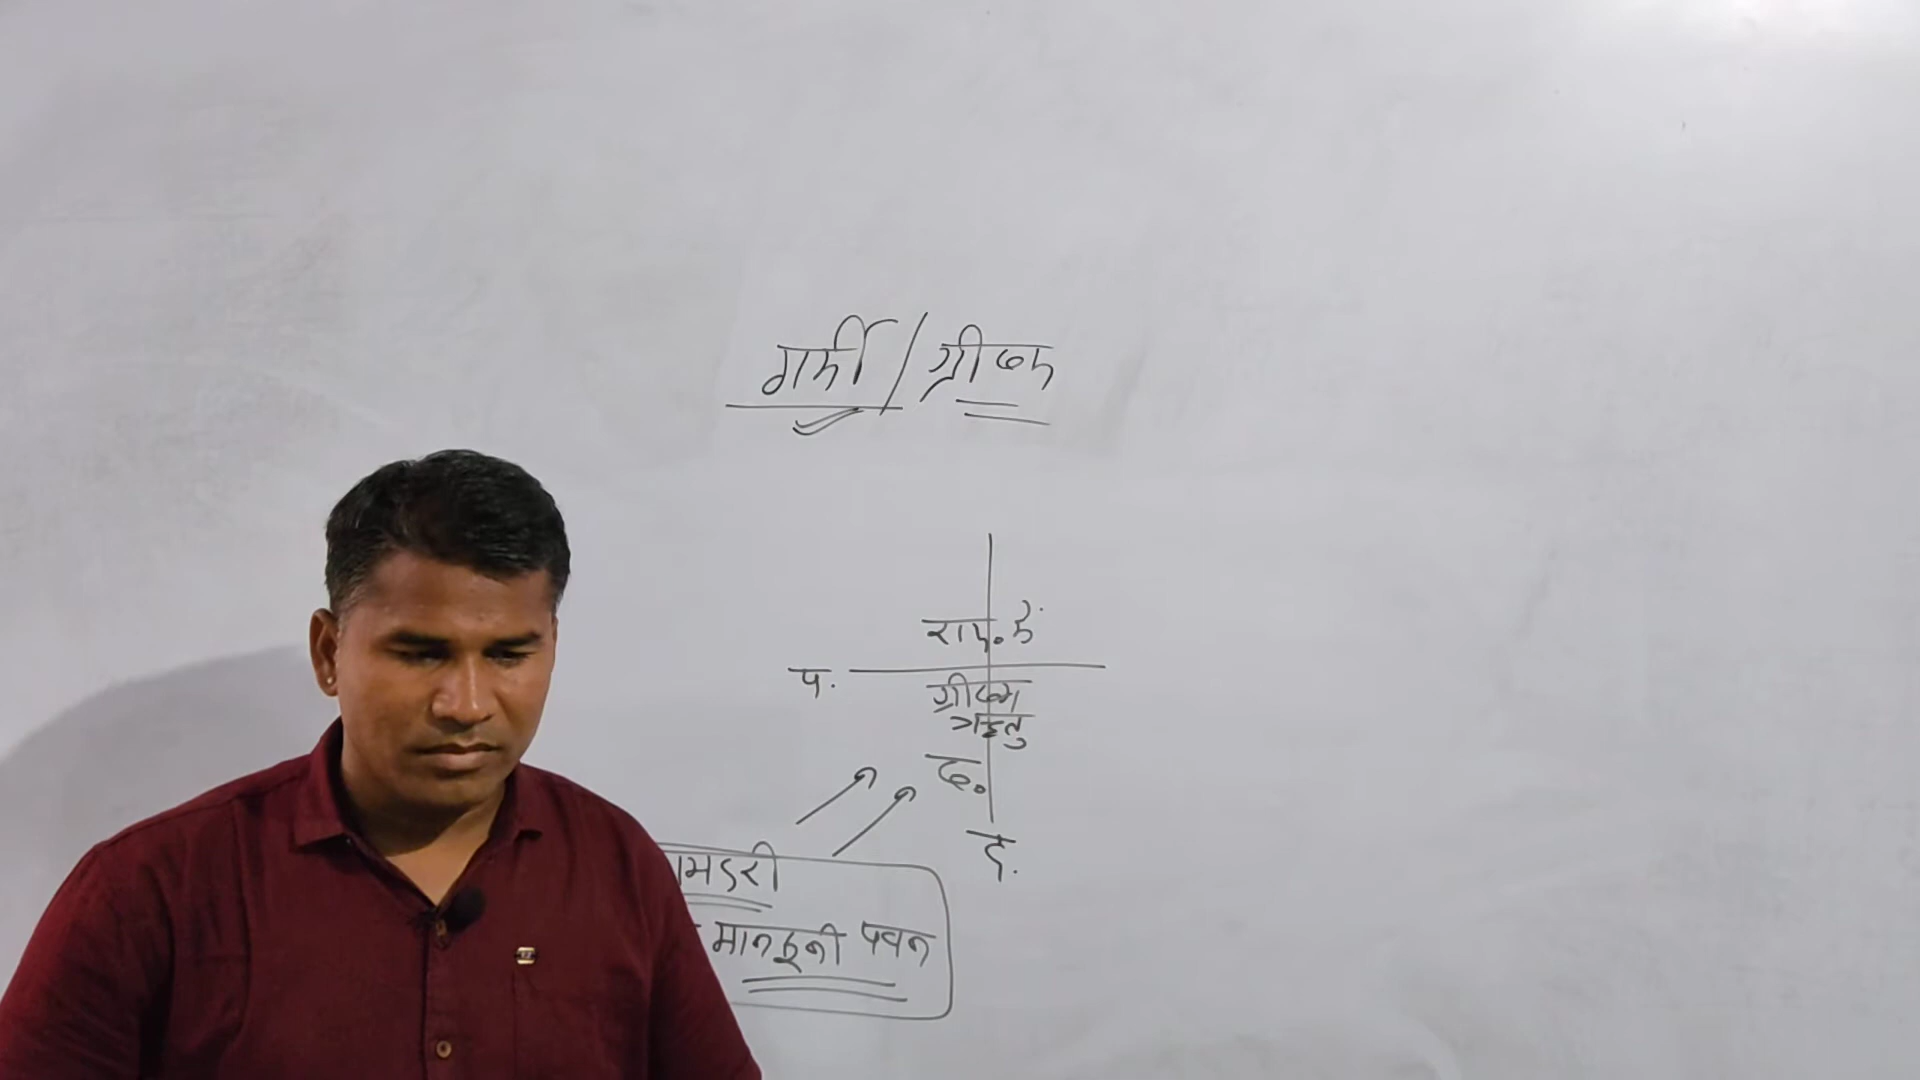 गर्मी / ग्रीष्म
राज. में
प.
ग्रीष्म
ऋतु
द.
द.
मानसूनी पवन